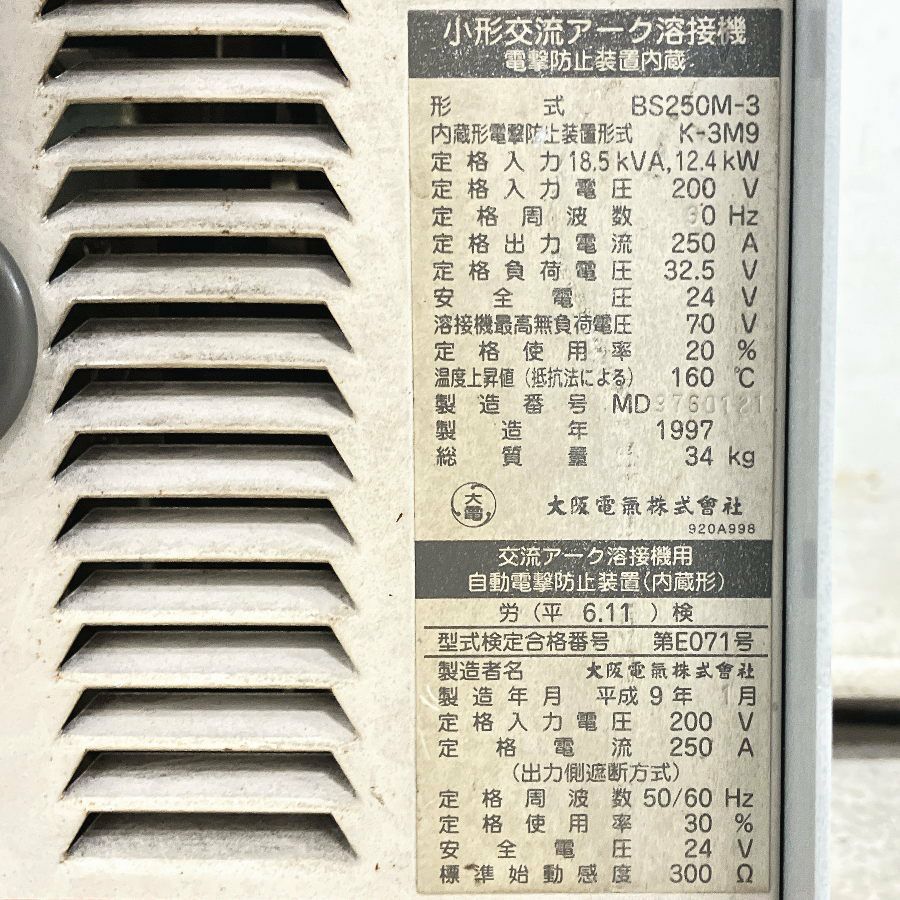 小形交流アーク溶接機
電撃防止装置内蔵
形 式 BS250M-3
内蔵形電撃防止装置形式 K-3M9
定格入力 18.5 kVA, 12.4 kW
定格入力電圧 200 V
定格周波数 0 Hz
定格出力電流 250 A
定格負荷電圧 32.5 V
安全電圧 24 V
溶接機最高無負荷電圧 70 V
定格使用率 20 %
温度上昇値(抵抗法による) 160 ℃
製造番号 MD
製造年 1997
総質量 34 kg
大電
大阪電氣株式會社
920A998
交流アーク溶接機用
自動電撃防止装置(内蔵形)
労(平 6.11 )検
型式検定合格番号 第E071号
製造者名 大阪電氣株式會社
製造年月 平成 9 年 月
定格入力電圧 200 V
定格電流 250 A
(出力側遮断方式)
定格周波数 50/60 Hz
定格使用率 30 %
安全電圧 24 V
標準始動感度 300 Ω